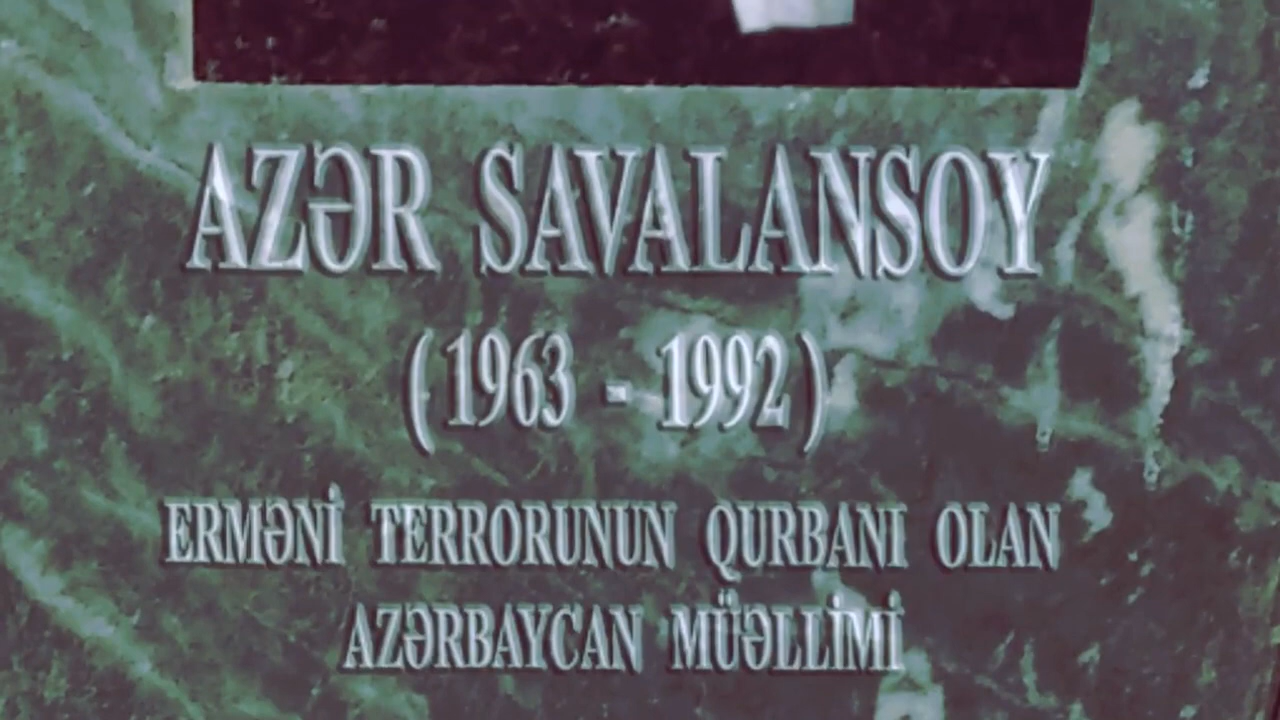 AZƏR SAVALANSOY
(1963 - 1992)
ERMƏNİ TERRORUNUN QURBANI OLAN
AZƏRBAYCAN MÜƏLLİMİ